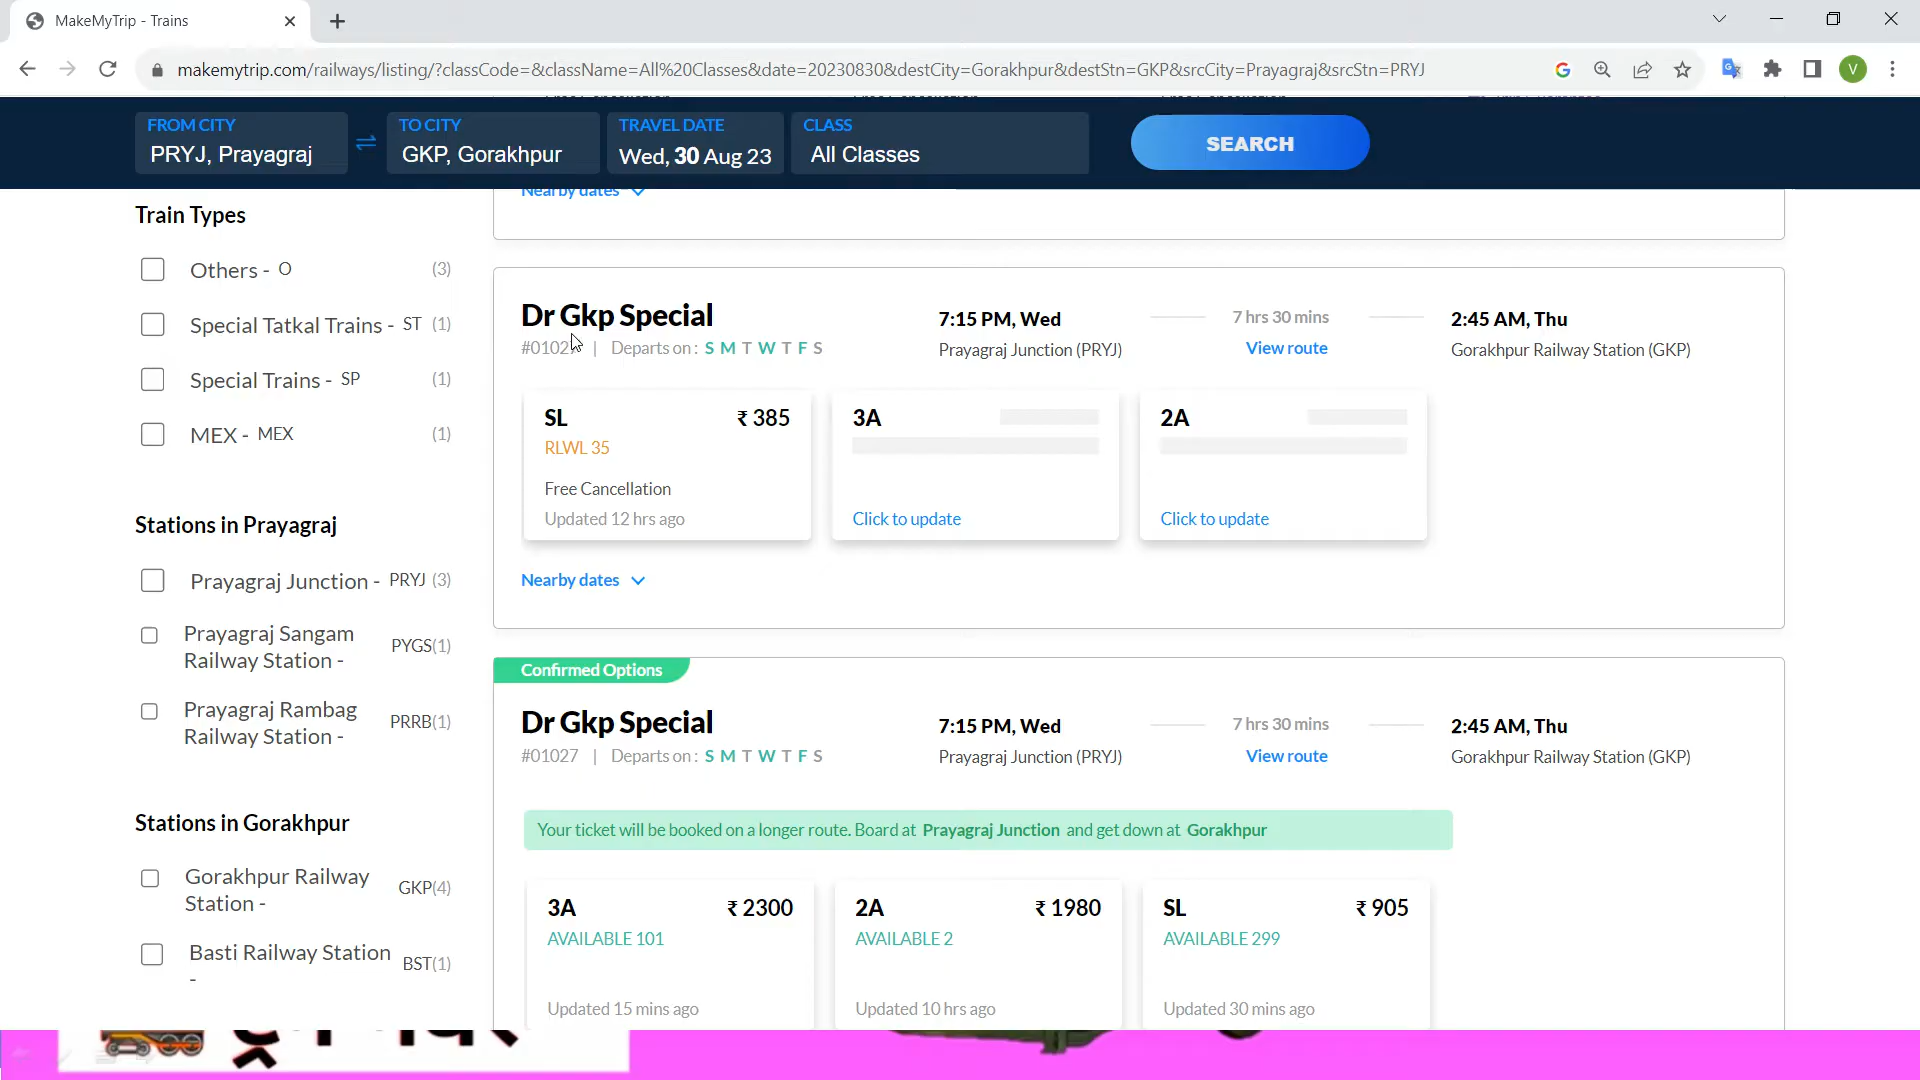 MakeMyTrip - Trains
makemytrip.com/railways/listing/?classCode=&className=All%20Classes&date=20230830&destCity=Gorakhpur&destStn=GKP&srcCity=Prayagraj&srcStn=PRYJ
V
FROM CITY
PRYJ, Prayagraj
TO CITY
GKP, Gorakhpur
TRAVEL DATE
Wed, 30 Aug 23
CLASS
All Classes
SEARCH
Nearby dates
Train Types
Others - O (3)
Special Tatkal Trains - ST (1)
Special Trains - SP (1)
MEX - MEX (1)
Stations in Prayagraj
Prayagraj Junction - PRYJ (3)
Prayagraj Sangam
Railway Station - PYGS(1)
Prayagraj Rambag
Railway Station - PRRB(1)
Stations in Gorakhpur
Gorakhpur Railway
Station - GKP(4)
Basti Railway Station
- BST(1)
Dr Gkp Special
#01027 | Departs on : S M T W T F S
7:15 PM, Wed
Prayagraj Junction (PRYJ)
7 hrs 30 mins
View route
2:45 AM, Thu
Gorakhpur Railway Station (GKP)
SL ₹ 385
RLWL 35
Free Cancellation
Updated 12 hrs ago
3A
Click to update
2A
Click to update
Nearby dates
Confirmed Options
Dr Gkp Special
#01027 | Departs on : S M T W T F S
7:15 PM, Wed
Prayagraj Junction (PRYJ)
7 hrs 30 mins
View route
2:45 AM, Thu
Gorakhpur Railway Station (GKP)
Your ticket will be booked on a longer route. Board at Prayagraj Junction and get down at Gorakhpur
3A ₹ 2300
AVAILABLE 101
Updated 15 mins ago
2A ₹ 1980
AVAILABLE 2
Updated 10 hrs ago
SL ₹ 905
AVAILABLE 299
Updated 30 mins ago